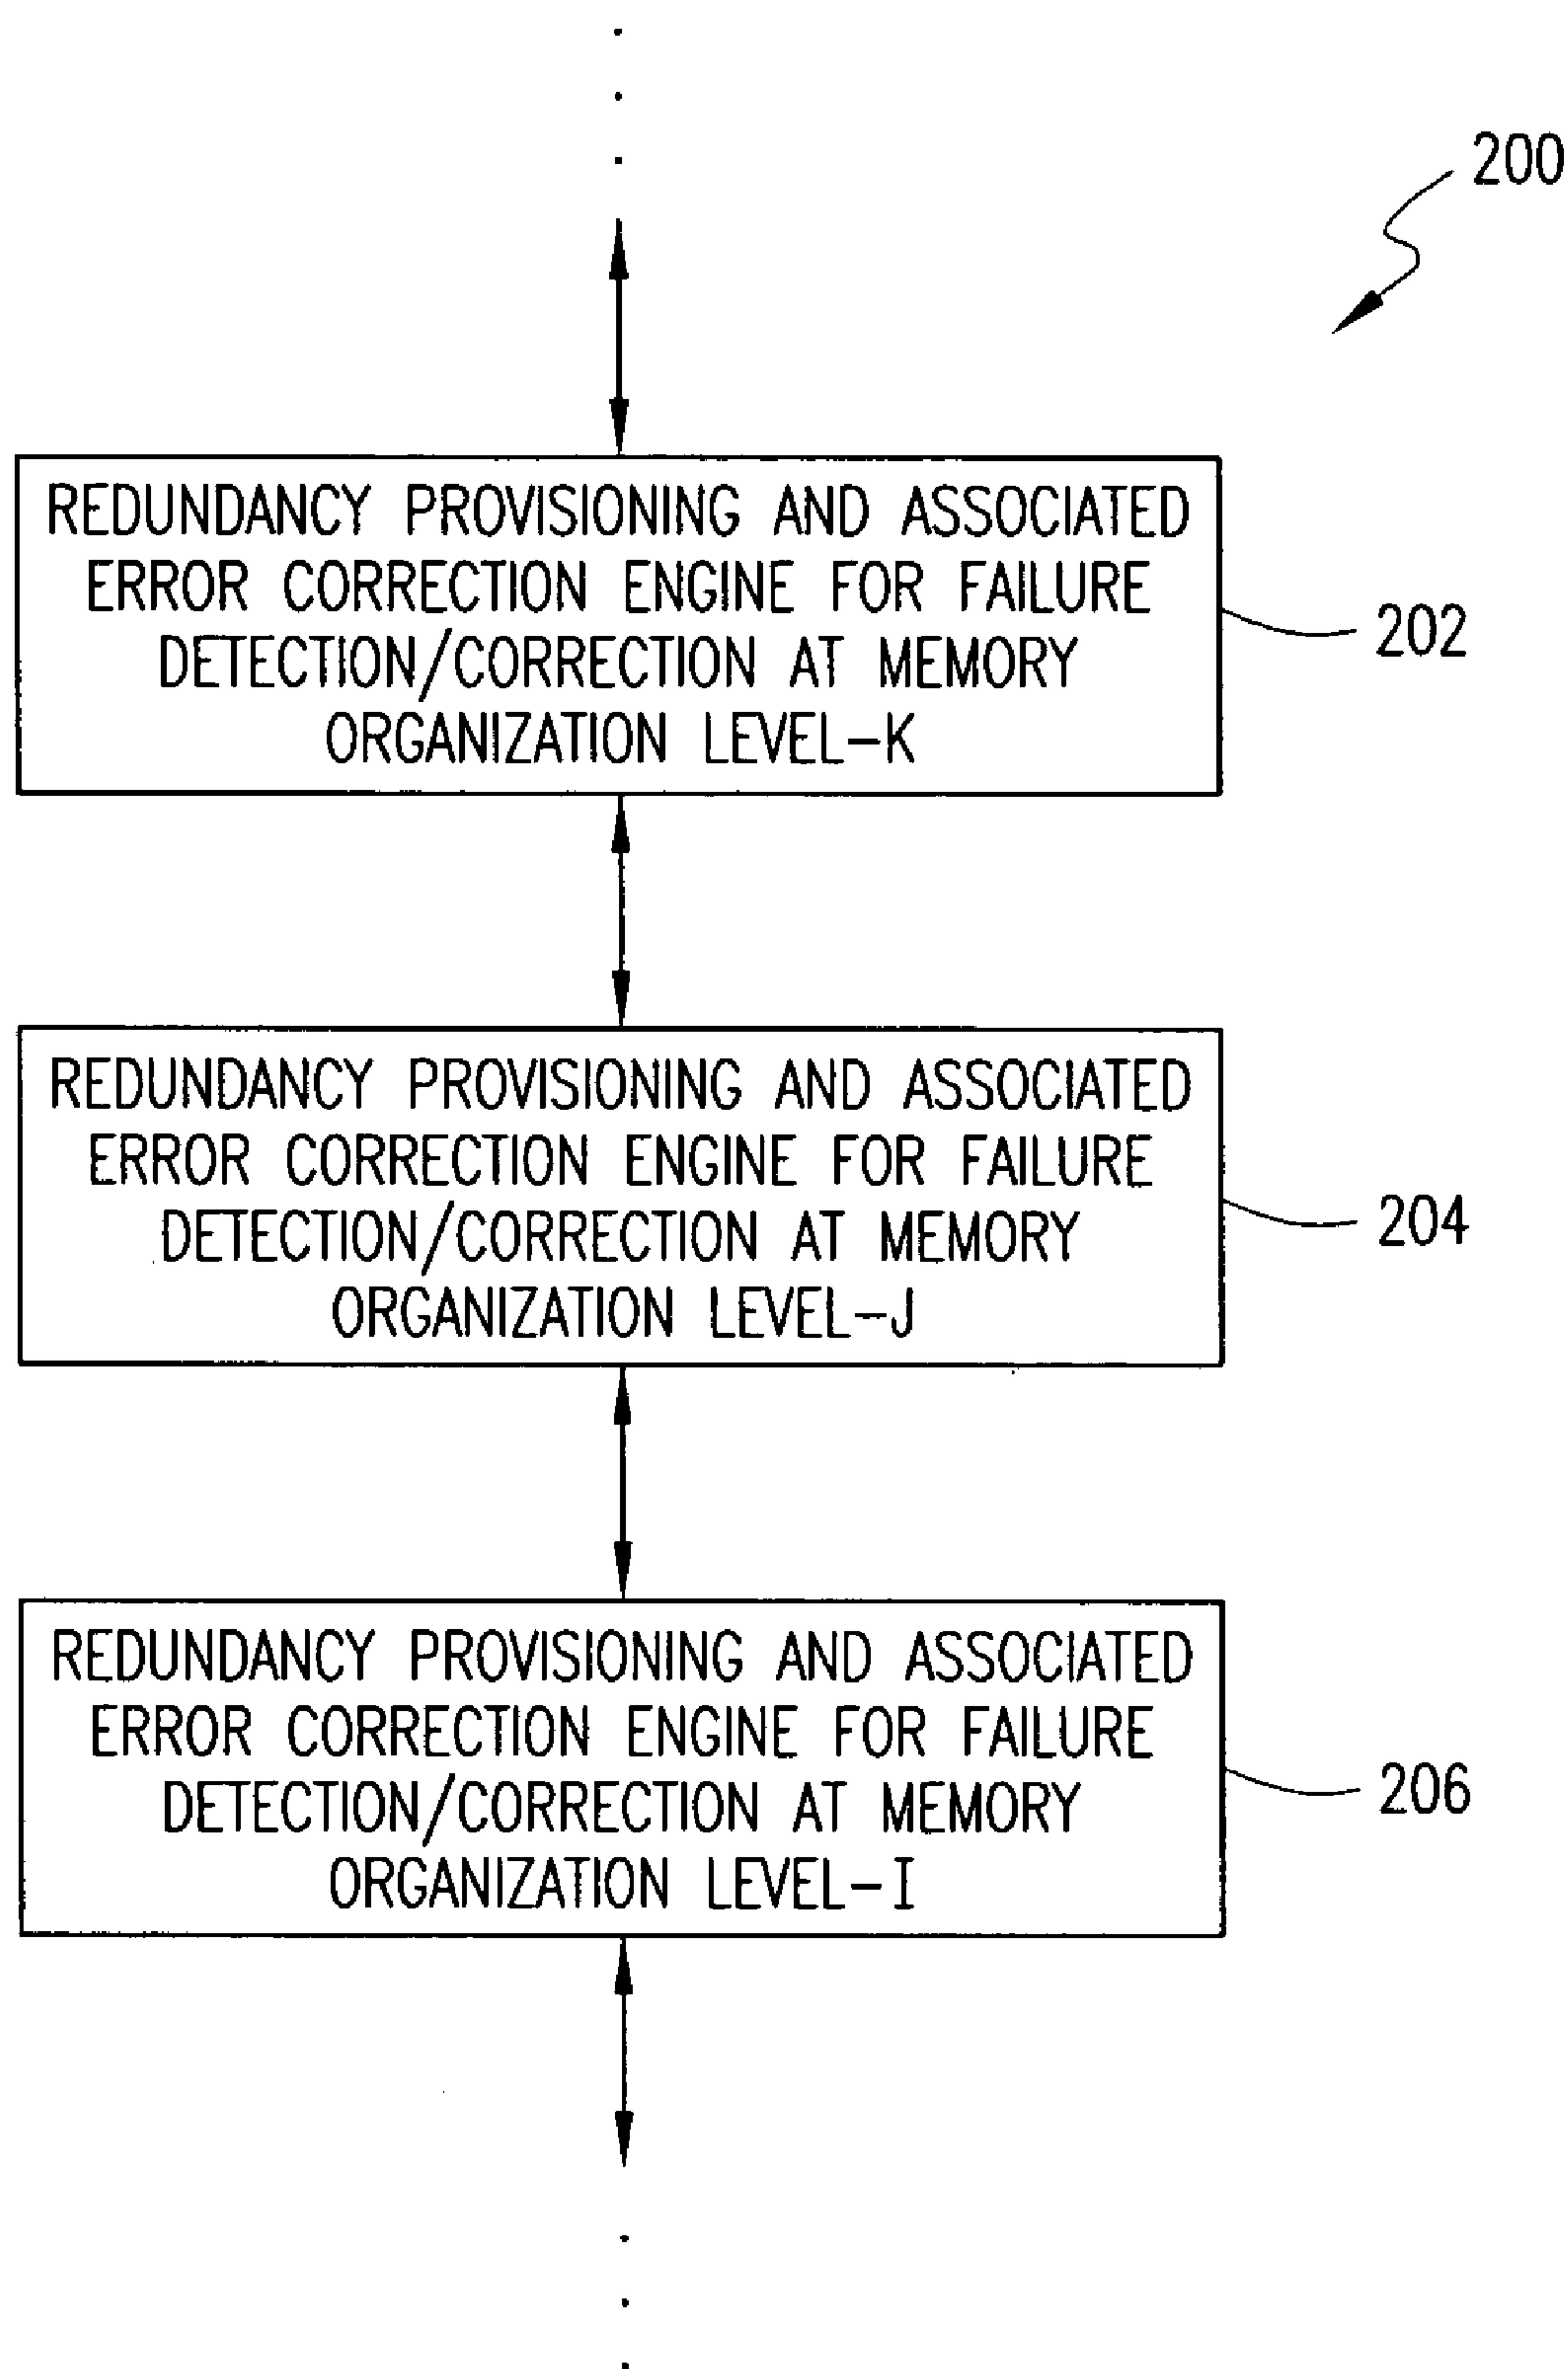 200
REDUNDANCY PROVISIONING AND ASSOCIATED
ERROR CORRECTION ENGINE FOR FAILURE
DETECTION/CORRECTION AT MEMORY
ORGANIZATION LEVEL-K
202
REDUNDANCY PROVISIONING AND ASSOCIATED
ERROR CORRECTION ENGINE FOR FAILURE
DETECTION/CORRECTION AT MEMORY
ORGANIZATION LEVEL-J
204
REDUNDANCY PROVISIONING AND ASSOCIATED
ERROR CORRECTION ENGINE FOR FAILURE
DETECTION/CORRECTION AT MEMORY
ORGANIZATION LEVEL-I
206